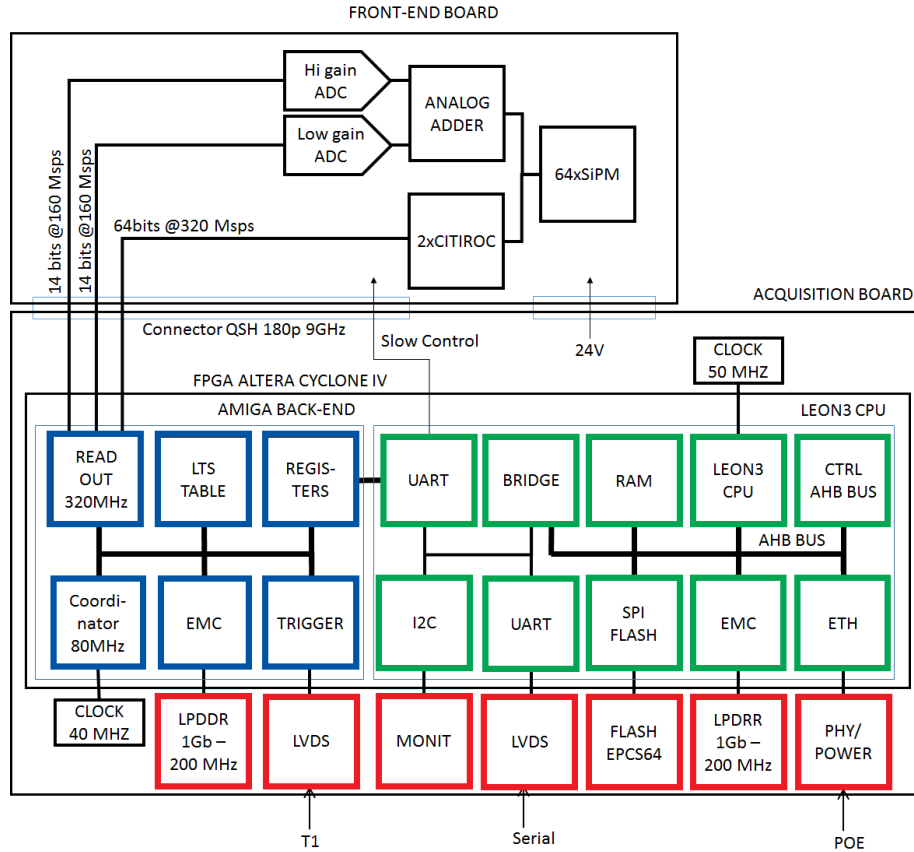 FRONT-END BOARD
Hi gain
ADC
ANALOG
ADDER
Low gain
ADC
64xSiPM
14 bits @160 Msps
14 bits @160 Msps
64bits @320 Msps
2xCITIROC
ACQUISITION BOARD
Connector QSH 180p 9GHz
Slow Control
24V
CLOCK
50 MHZ
FPGA ALTERA CYCLONE IV
AMIGA BACK-END
LEON3 CPU
READ
OUT
320MHz
LTS
TABLE
REGIS-
TERS
UART
BRIDGE
RAM
LEON3
CPU
CTRL
AHB BUS
AHB BUS
Coordi-
nator
80MHz
EMC
TRIGGER
I2C
UART
SPI
FLASH
EMC
ETH
CLOCK
40 MHZ
LPDDR
1Gb –
200 MHz
LVDS
MONIT
LVDS
FLASH
EPCS64
LPDRR
1Gb –
200 MHz
PHY/
POWER
T1
Serial
POE